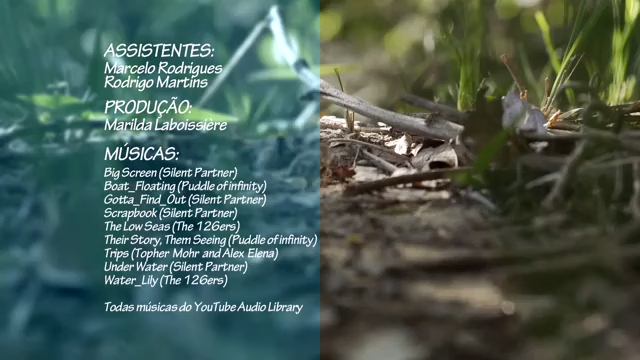 ASSISTENTES:
Marcelo Rodrigues
Rodrigo Martins
PRODUÇÃO:
Marilda Laboissière
MÚSICAS:
Big Screen (Silent Partner)
Boat_Floating (Puddle of infinity)
Gotta_Find_Out (Silent Partner)
Scrapbook (Silent Partner)
The Low Seas (The 126ers)
Their Story, Them Seeing (Puddle of infinity)
Trips (Topher Mohr and Alex Elena)
Under Water (Silent Partner)
Water_Lily (The 126ers)
Todas músicas do YouTube Audio Library